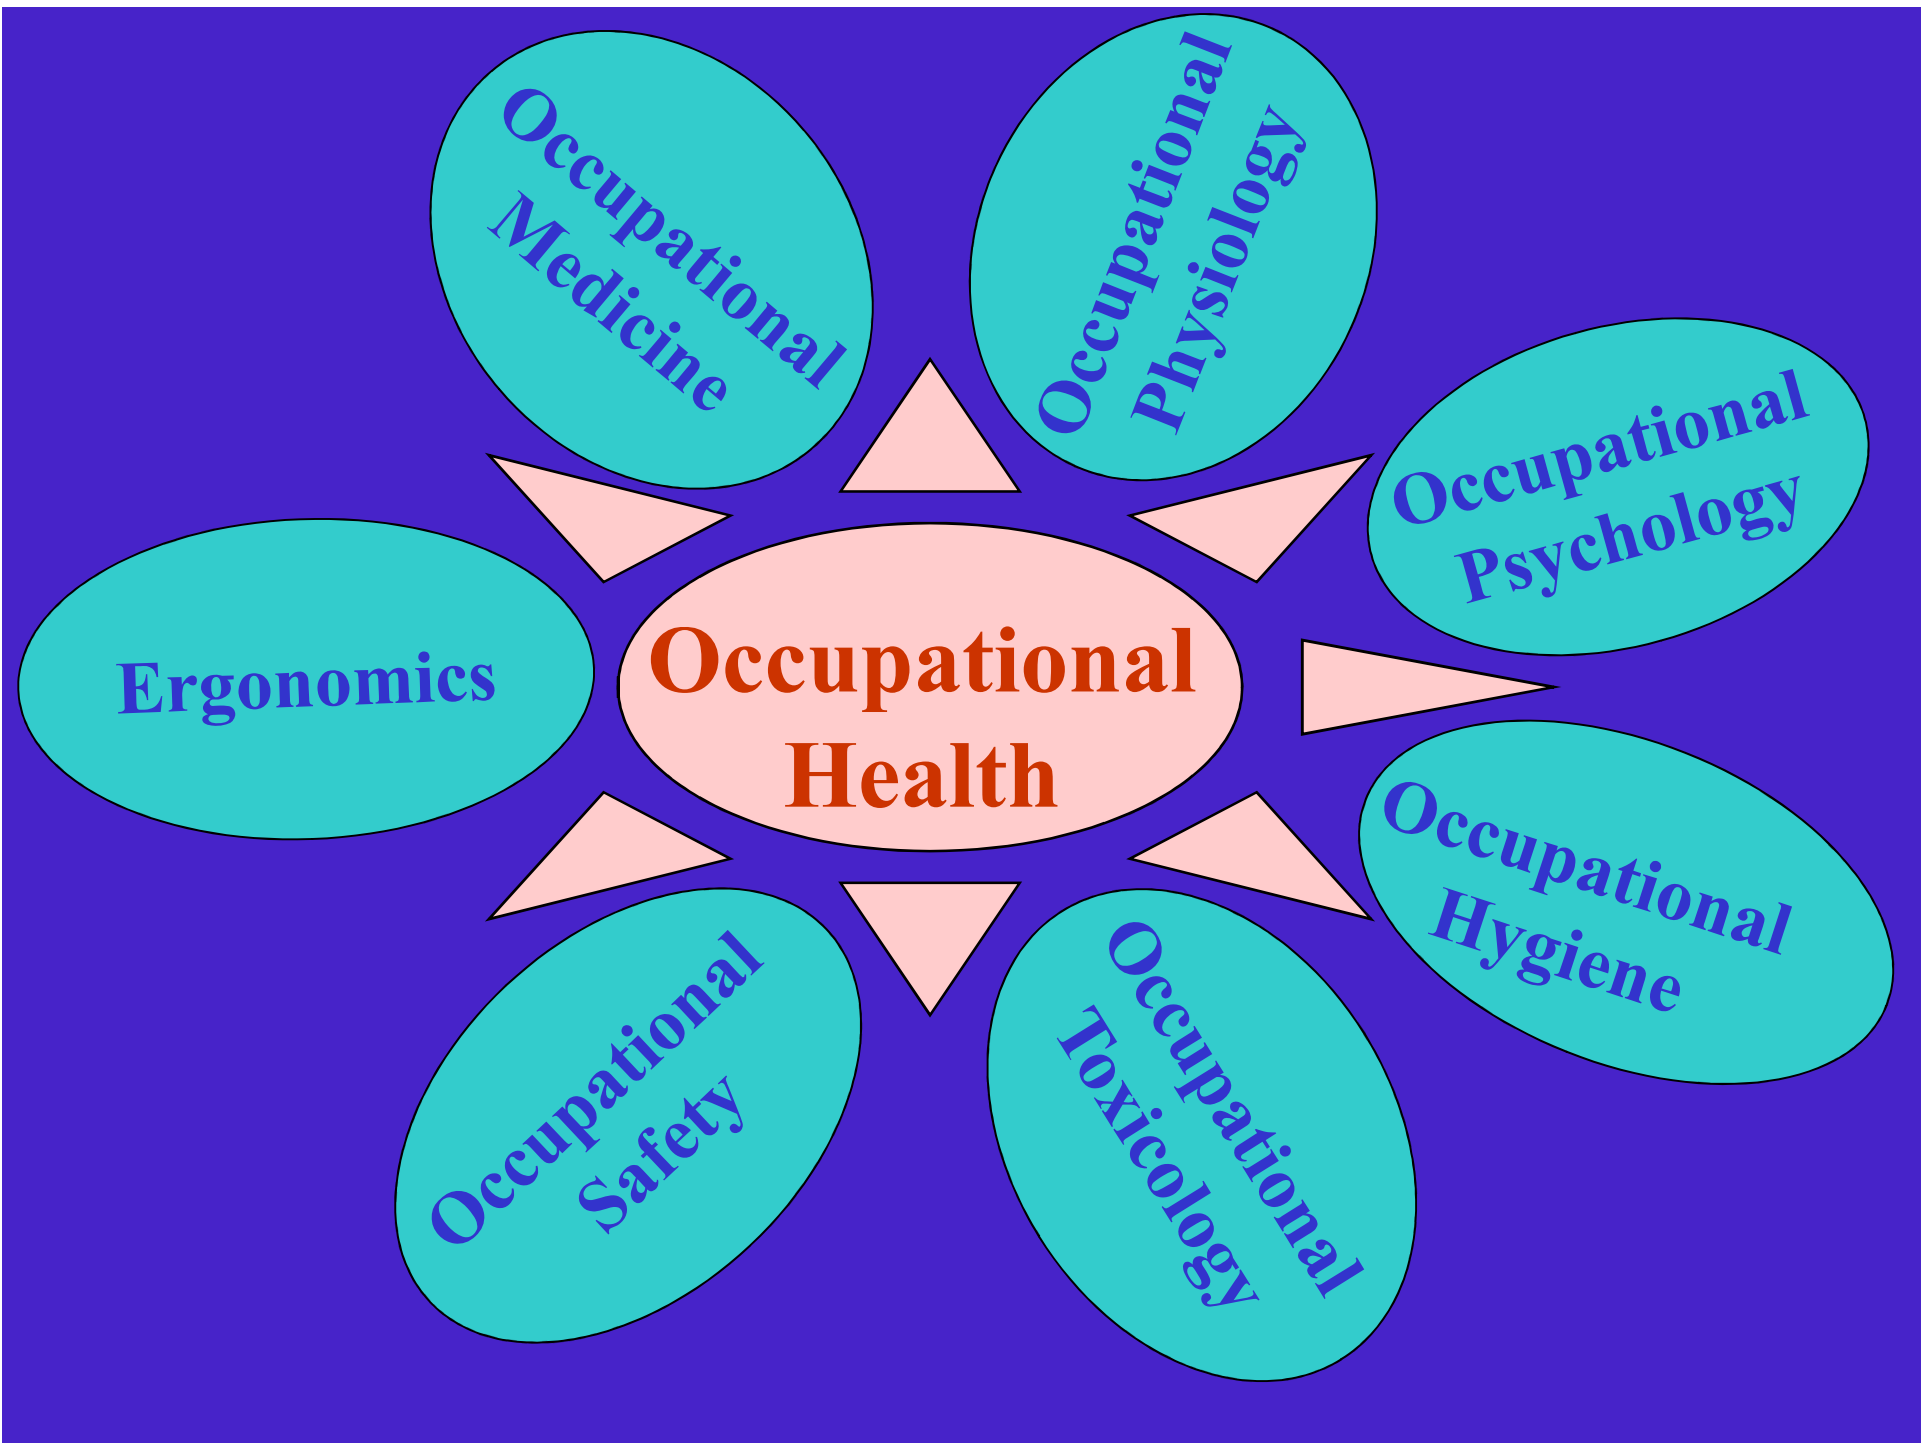 Occupational
Medicine
Occupational
Physiology
Occupational
Psychology
Ergonomics
Occupational
Health
Occupational
Hygiene
Occupational
Safety
Occupational
Toxicology